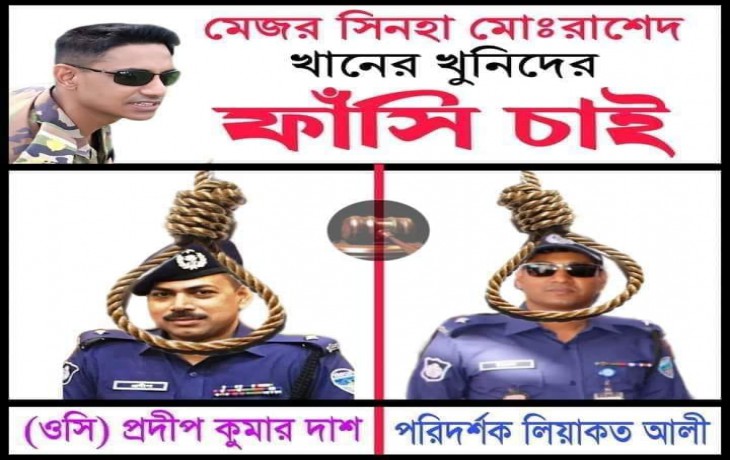 মেজর সিনহা মোঃরাশেদ
খানের খুনিদের
ফাঁসি চাই
(ওসি) প্রদীপ কুমার দাশ
পরিদর্শক লিয়াকত আলী